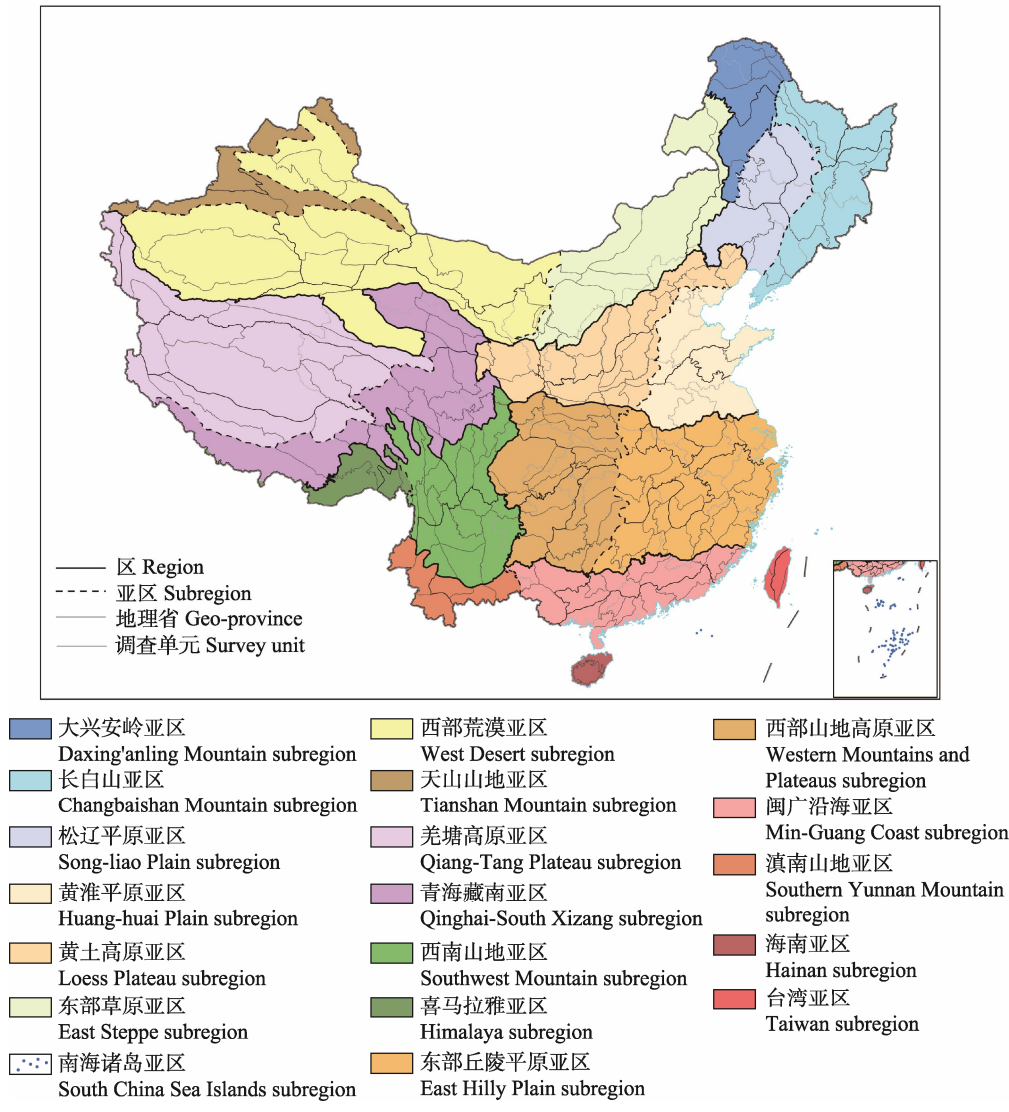 区 Region
亚区 Subregion
地理省 Geo-province
调查单元 Survey unit
大兴安岭亚区
Daxing'anling Mountain subregion
长白山亚区
Changbaishan Mountain subregion
松辽平原亚区
Song-liao Plain subregion
黄淮平原亚区
Huang-huai Plain subregion
黄土高原亚区
Loess Plateau subregion
东部草原亚区
East Steppe subregion
南海诸岛亚区
South China Sea Islands subregion
西部荒漠亚区
West Desert subregion
天山山地亚区
Tianshan Mountain subregion
羌塘高原亚区
Qiang-Tang Plateau subregion
青海藏南亚区
Qinghai-South Xizang subregion
西南山地亚区
Southwest Mountain subregion
喜马拉雅亚区
Himalaya subregion
东部丘陵平原亚区
East Hilly Plain subregion
西部山地高原亚区
Western Mountains and
Plateaus subregion
闽广沿海亚区
Min-Guang Coast subregion
滇南山地亚区
Southern Yunnan Mountain
subregion
海南亚区
Hainan subregion
台湾亚区
Taiwan subregion